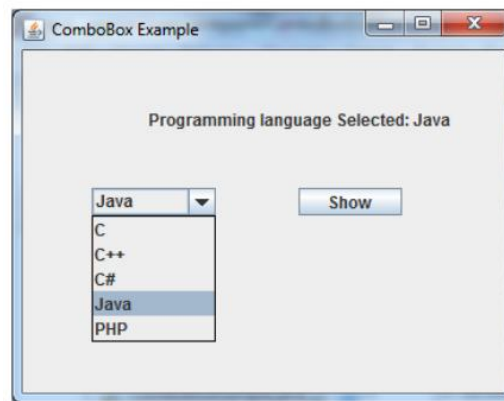 ComboBox Example
Programming language Selected: Java
Java
Show
C
C++
C#
Java
PHP